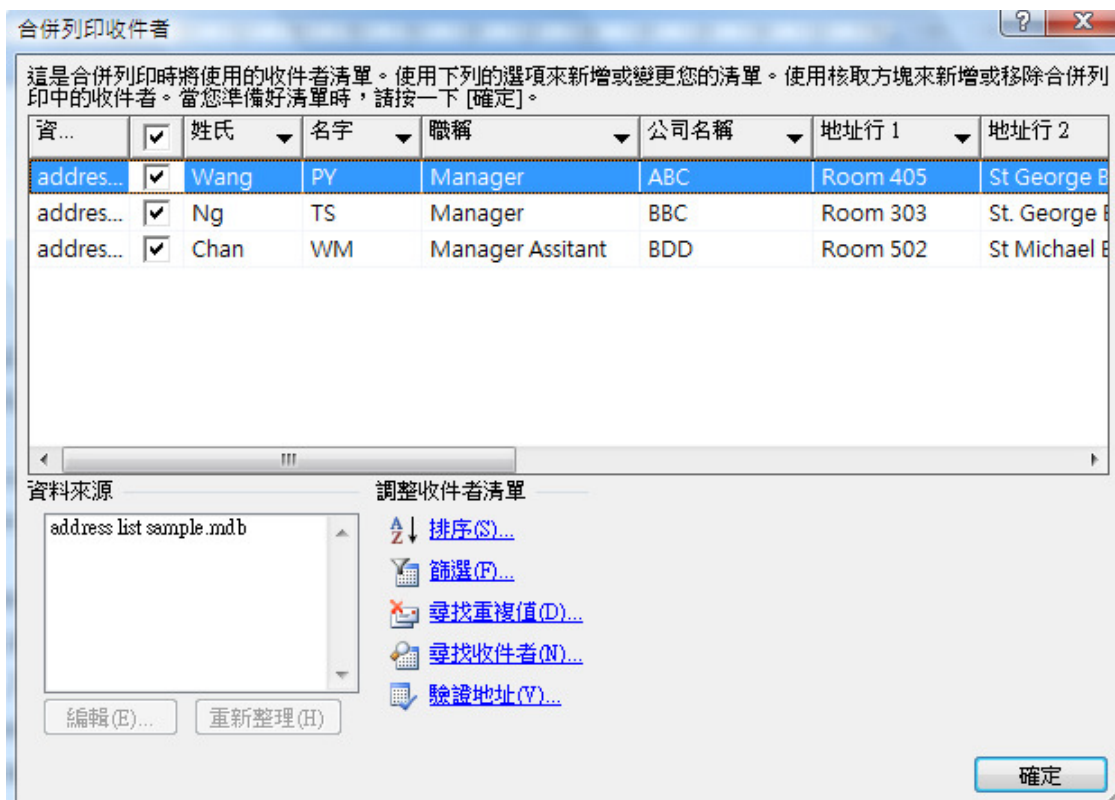 合併列印收件者
這是合併列印時將使用的收件者清單。使用下列的選項來新增或變更您的清單。使用核取方塊來新增或移除合併列
印中的收件者。當您準備好清單時，請按一下 [確定]。
資... 姓氏 名字 職稱 公司名稱 地址行 1 地址行 2
addres... Wang PY Manager ABC Room 405 St George B
addres... Ng TS Manager BBC Room 303 St. George B
addres... Chan WM Manager Assitant BDD Room 502 St Michael B
資料來源 調整收件者清單
address list sample.mdb
排序(S)...
篩選(F)...
尋找重複值(D)...
尋找收件者(N)...
驗證地址(V)...
編輯(E)... 重新整理(H)
確定